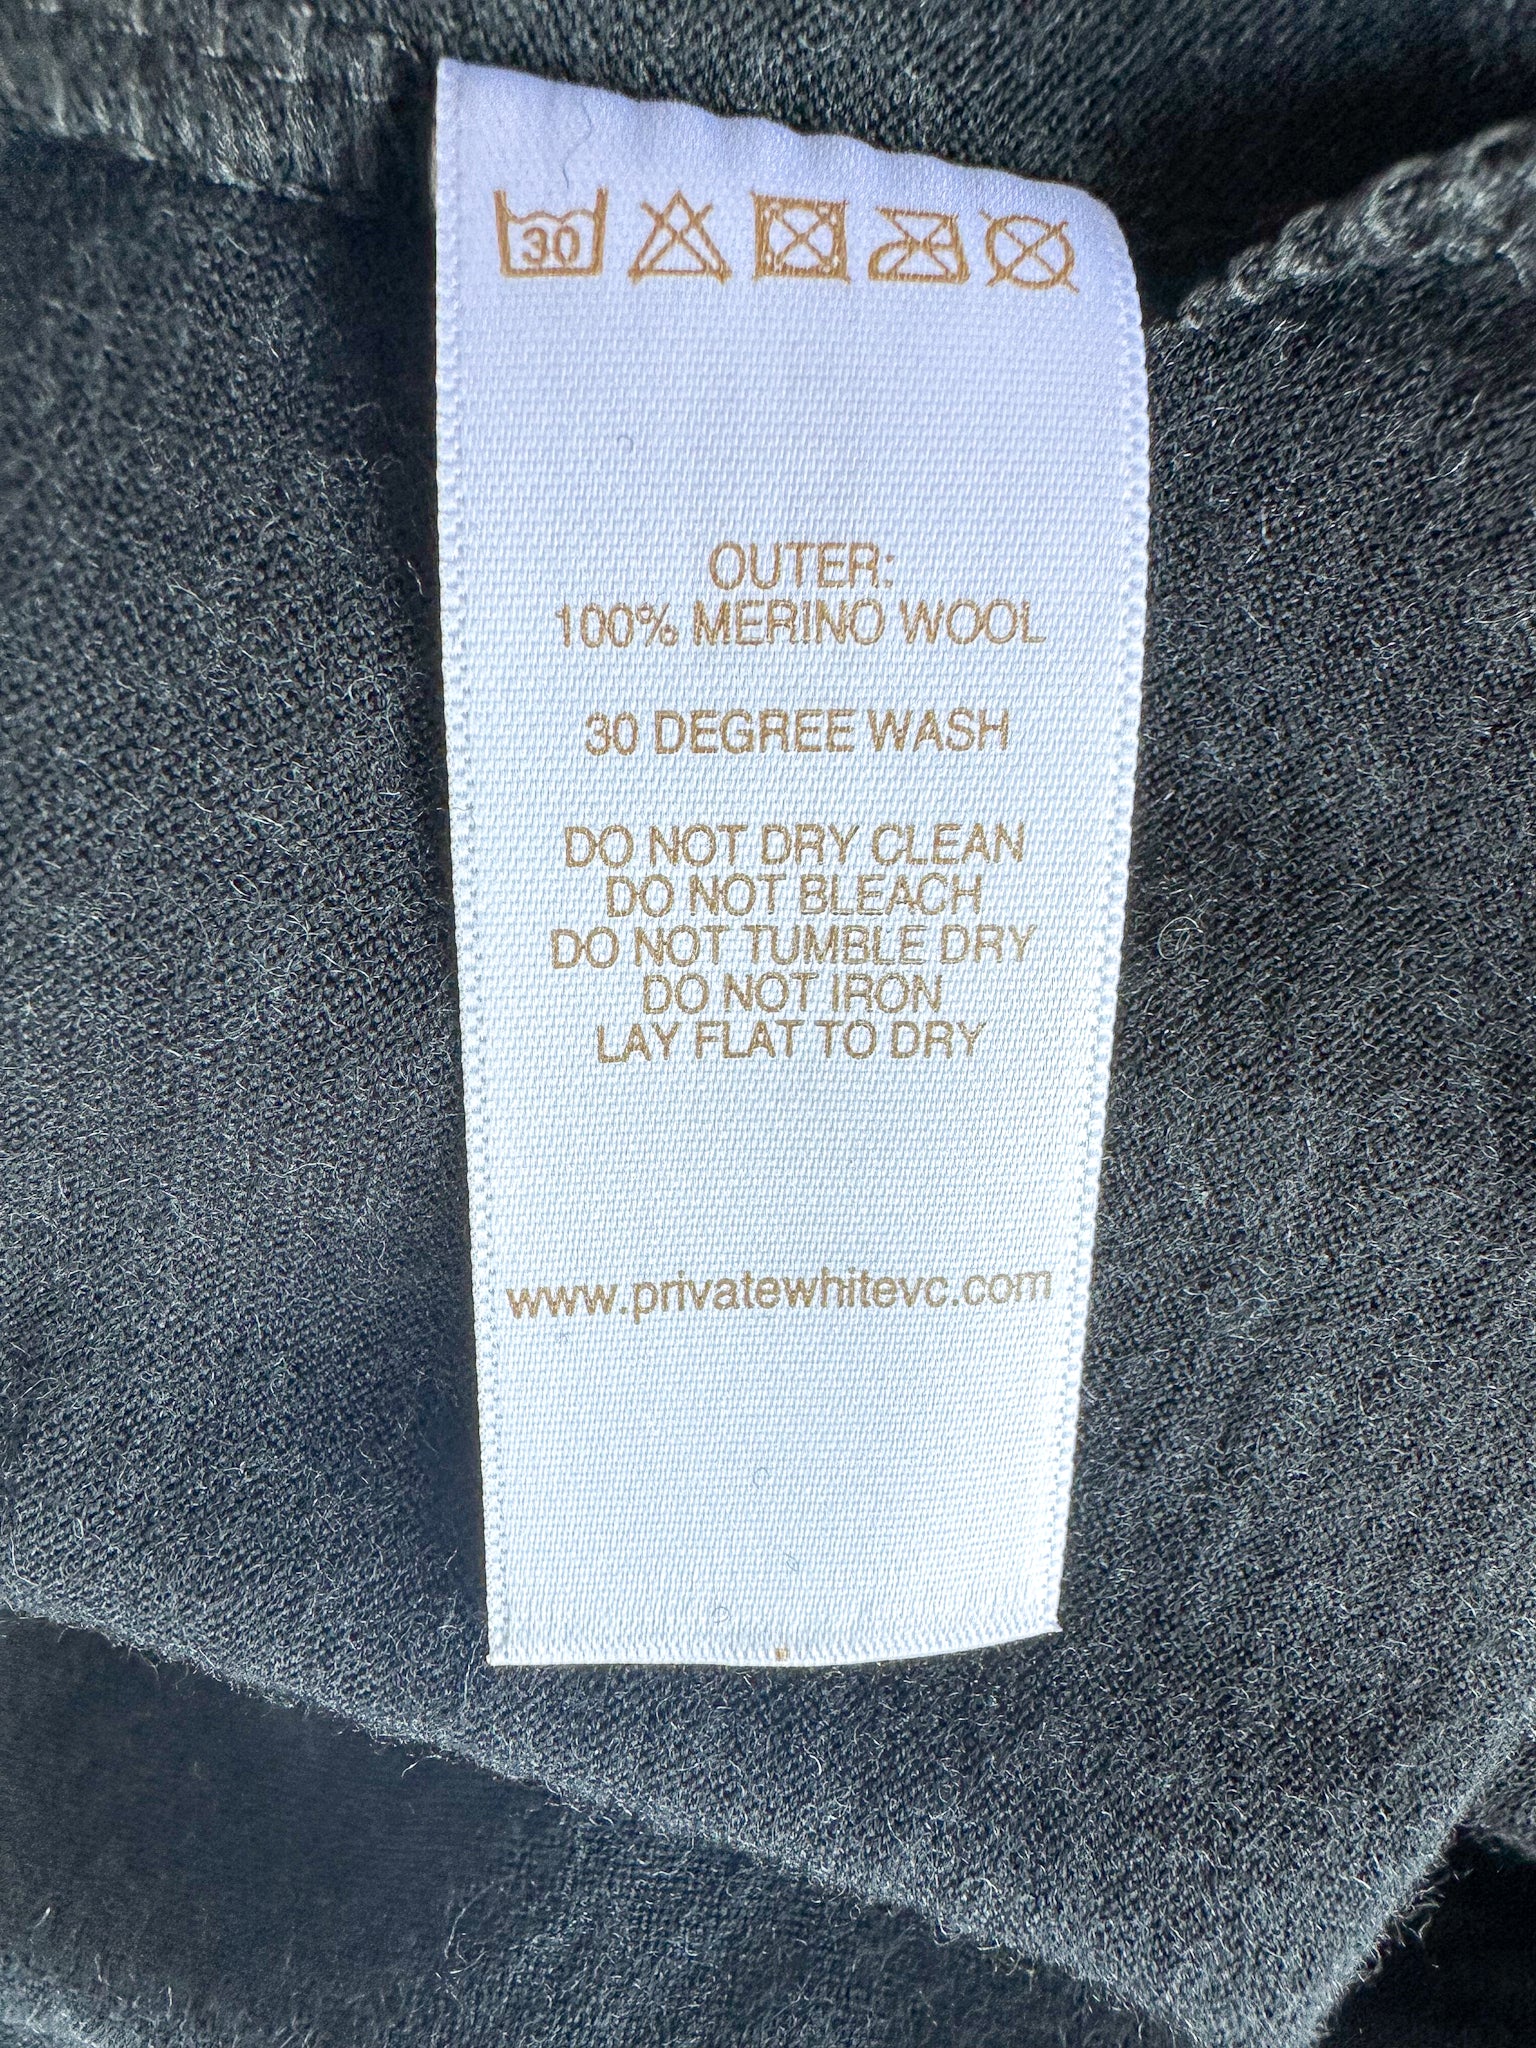 30
OUTER:
100% MERINO WOOL
30 DEGREE WASH
DO NOT DRY CLEAN
DO NOT BLEACH
DO NOT TUMBLE DRY
DO NOT IRON
LAY FLAT TO DRY
www.privatewhitevc.com